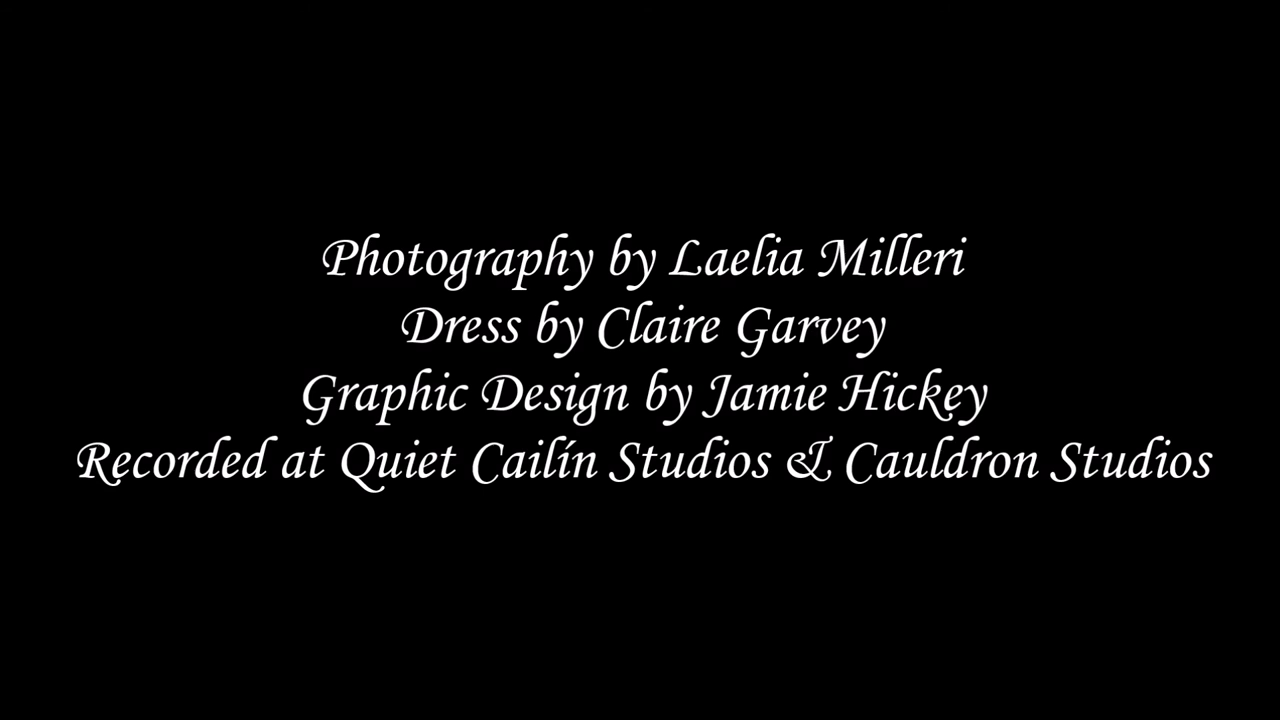 Photography by Laelia Milleri
Dress by Claire Garvey
Graphic Design by Jamie Hickey
Recorded at Quiet Cailín Studios & Cauldron Studios